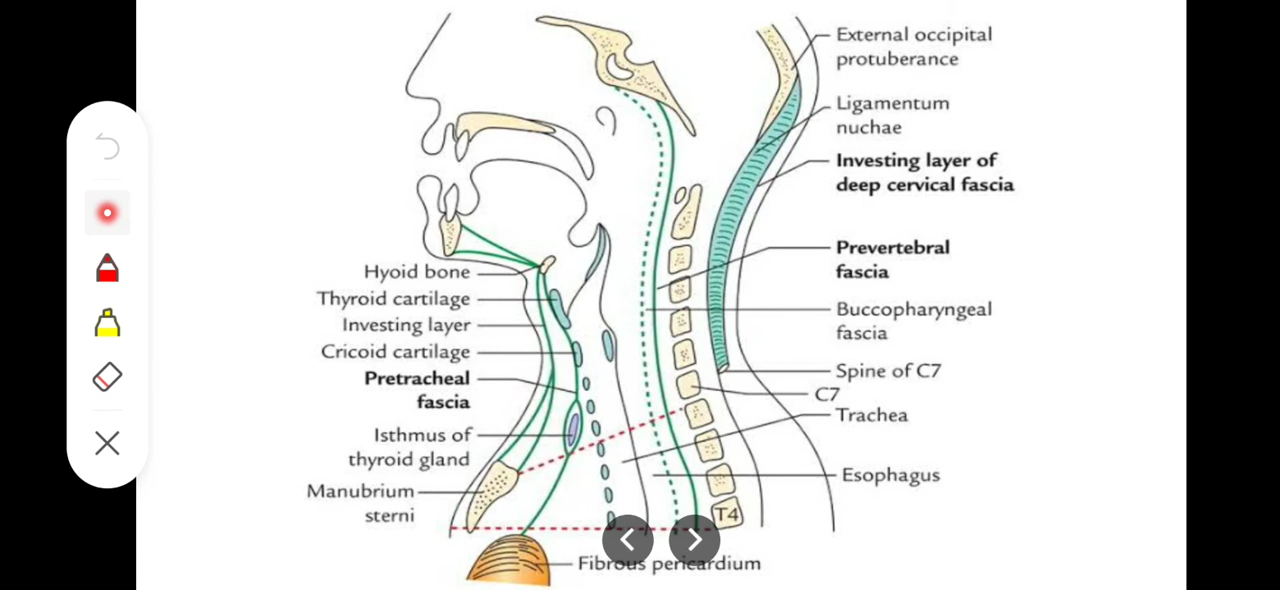 External occipital
protuberance
Ligamentum
nuchae
Investing layer of
deep cervical fascia
Prevertebral
fascia
Buccopharyngeal
fascia
Spine of C7
C7
Trachea
Esophagus
T4
Hyoid bone
Thyroid cartilage
Investing layer
Cricoid cartilage
Pretracheal
fascia
Isthmus of
thyroid gland
Manubrium
sterni
Fibrous pericardium